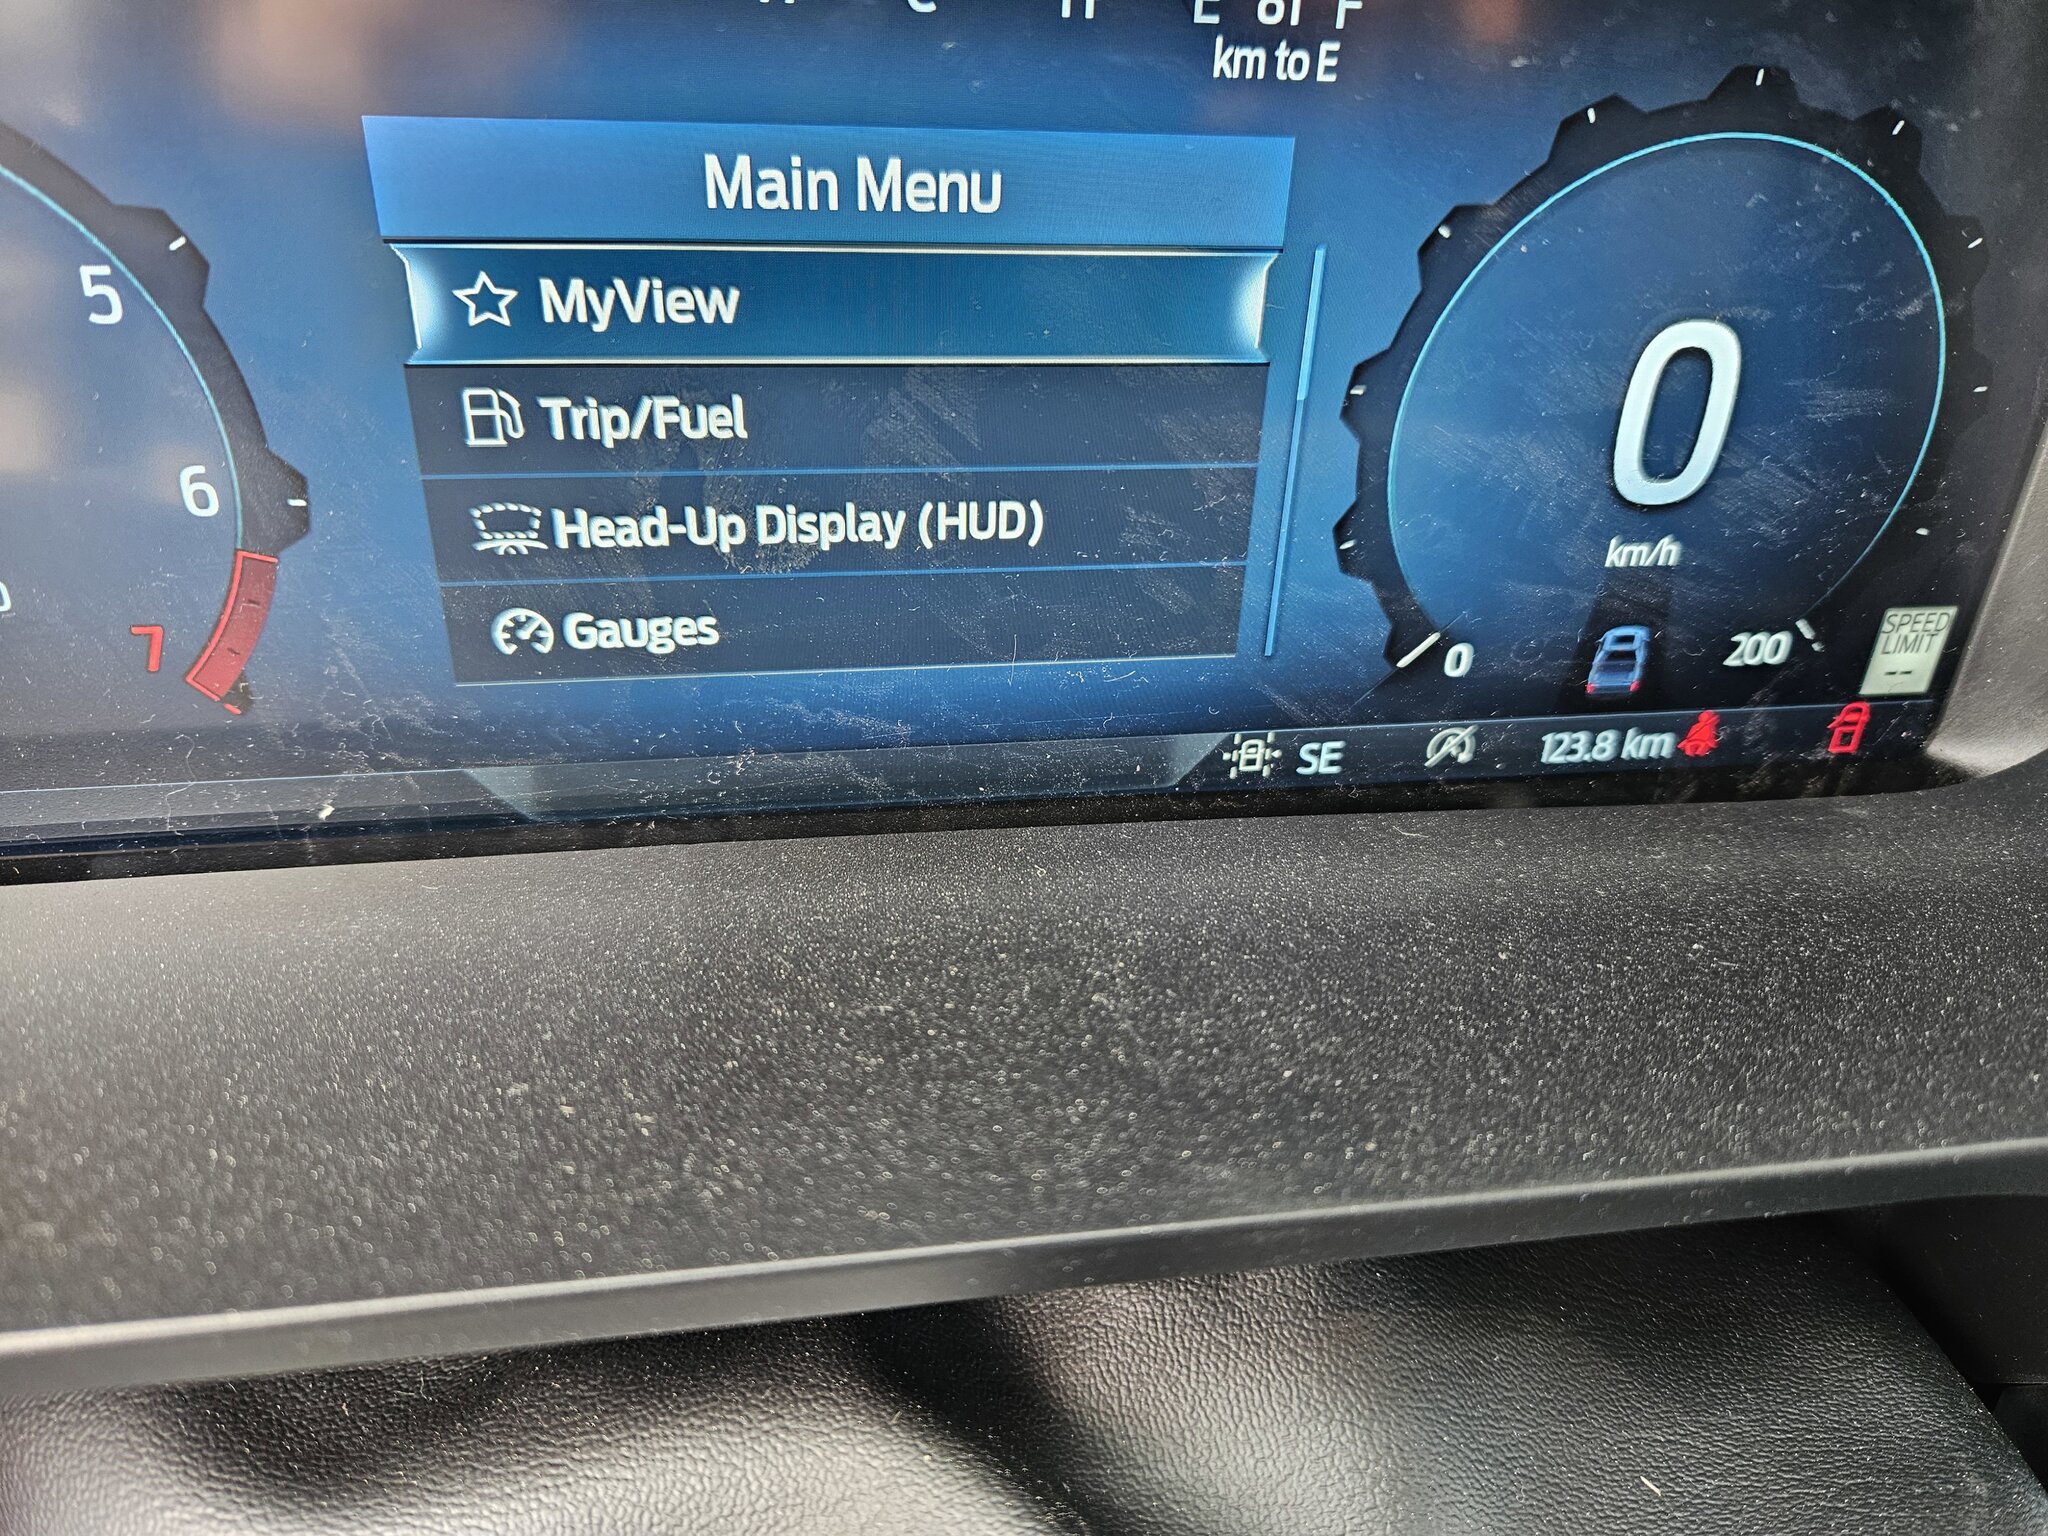 E or F
km to E
Main Menu
MyView
Trip/Fuel
Head-Up Display (HUD)
Gauges
5
6
7
0
km/h
0
200
SPEED
LIMIT
--
SE
123.8 km